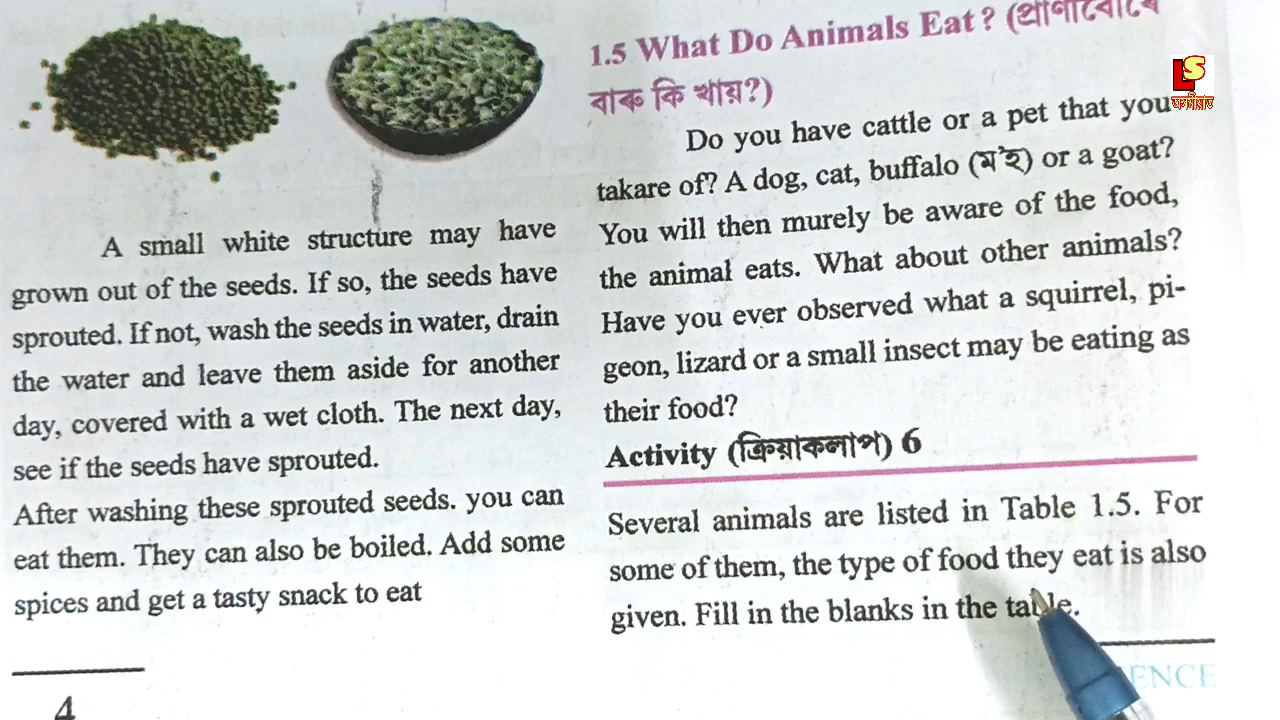 A small white structure may have
grown out of the seeds. If so, the seeds have
sprouted. If not, wash the seeds in water, drain
the water and leave them aside for another
day, covered with a wet cloth. The next day,
see if the seeds have sprouted.
After washing these sprouted seeds. you can
eat them. They can also be boiled. Add some
spices and get a tasty snack to eat
4
1.5 What Do Animals Eat? (প্ৰাণীবোৰে
বাৰু কি খায়?)
Do you have cattle or a pet that you
takare of? A dog, cat, buffalo (ম'হ) or a goat?
You will then murely be aware of the food,
the animal eats. What about other animals?
Have you ever observed what a squirrel, pi-
geon, lizard or a small insect may be eating as
their food?
Activity (ক্ৰিয়াকলাপ) 6
Several animals are listed in Table 1.5. For
some of them, the type of food they eat is also
given. Fill in the blanks in the table.
ENCE
LS